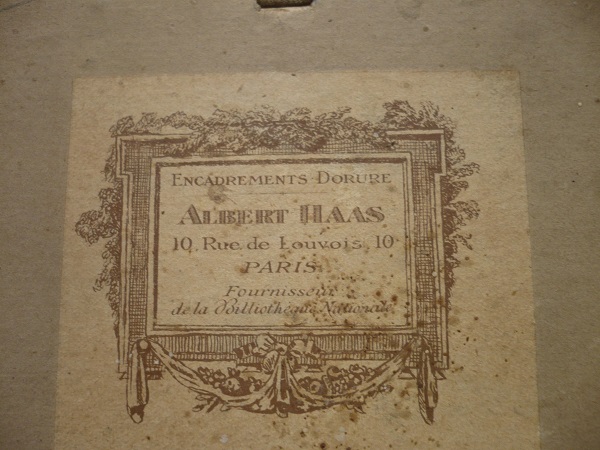 ENCADREMENTS-DORURE
ALBERT HAAS
10, Rue de Louvois, 10
PARIS
Fournisseur
de la Bibliothèque Nationale